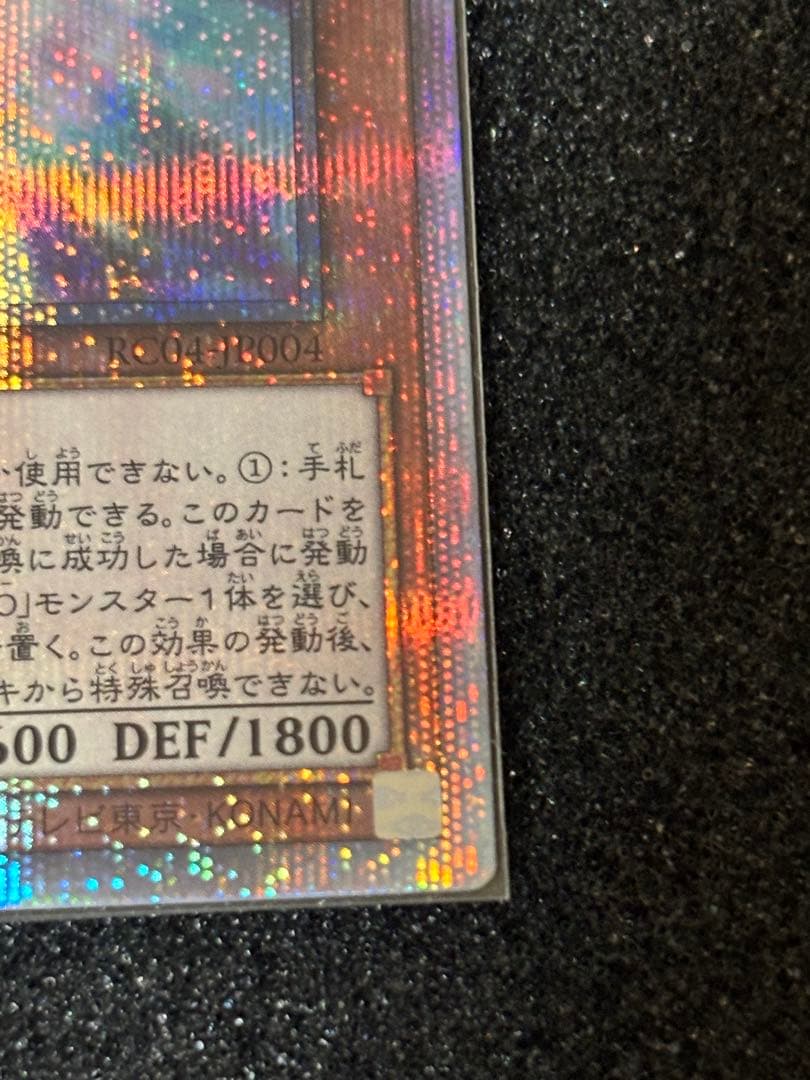 RC04-JP004
使用できない。①:手札
発動できる。このカードを
喚に成功した場合に発動
」モンスター1体を選び、
置く。この効果の発動後、
キから特殊召喚できない。
600 DEF/1800
テレビ東京・KONAMI